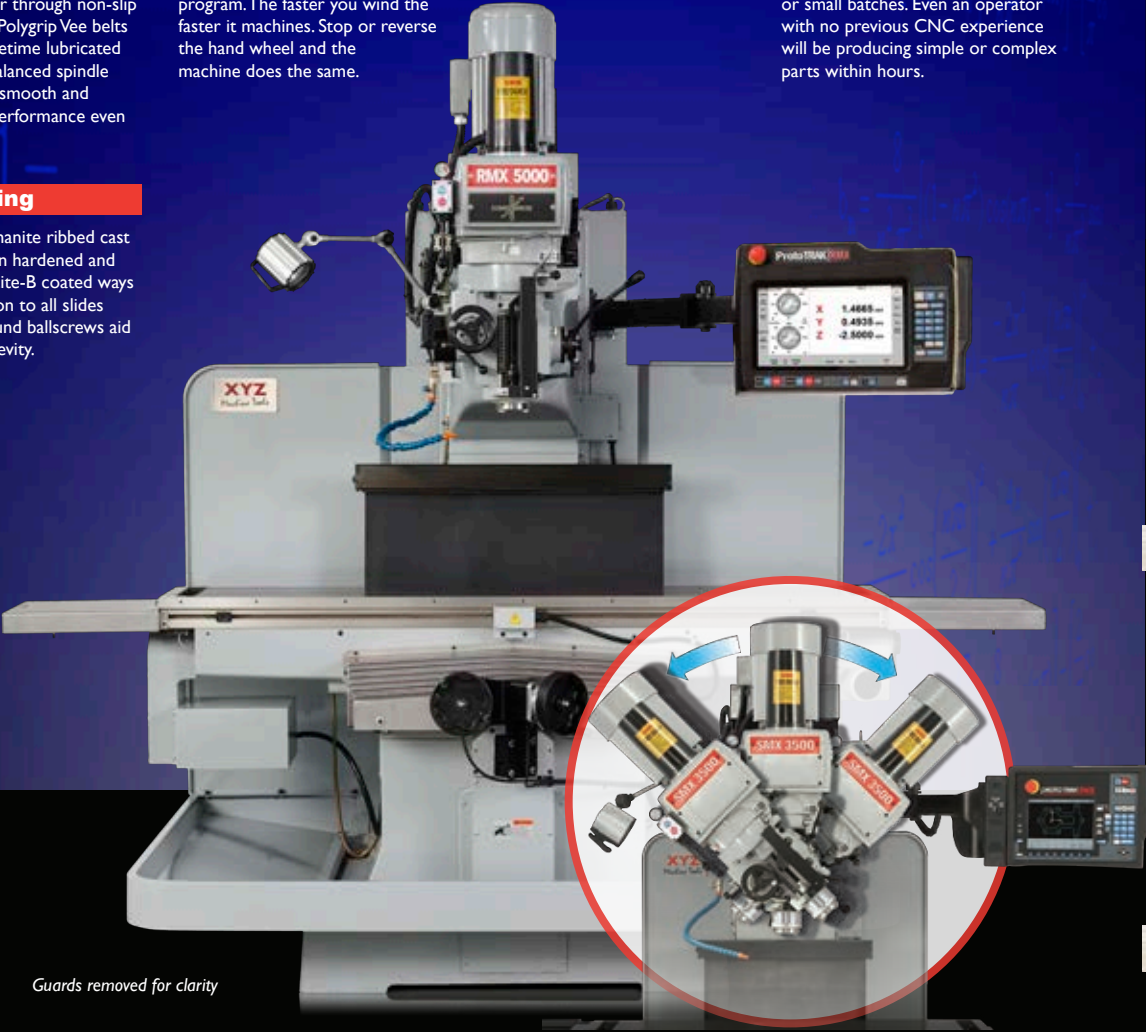 r through non-slip
Polygrip Vee belts
etime lubricated
alanced spindle
smooth and
erformance even
ing
nanite ribbed cast
n hardened and
ite-B coated ways
on to all slides
und ballscrews aid
evity.
program. The faster you wind the
faster it machines. Stop or reverse
the hand wheel and the
machine does the same.
or small batches. Even an operator
with no previous CNC experience
will be producing simple or complex
parts within hours.
RMX 5000
XYZ
Machine Tools
ProtoTRAK RMX
X 1.4665
Y 0.4935
Z -2.5000
SMX 3500
SMX 3500
SMX 3500
XYZ
Machine Tools
Guards removed for clarity